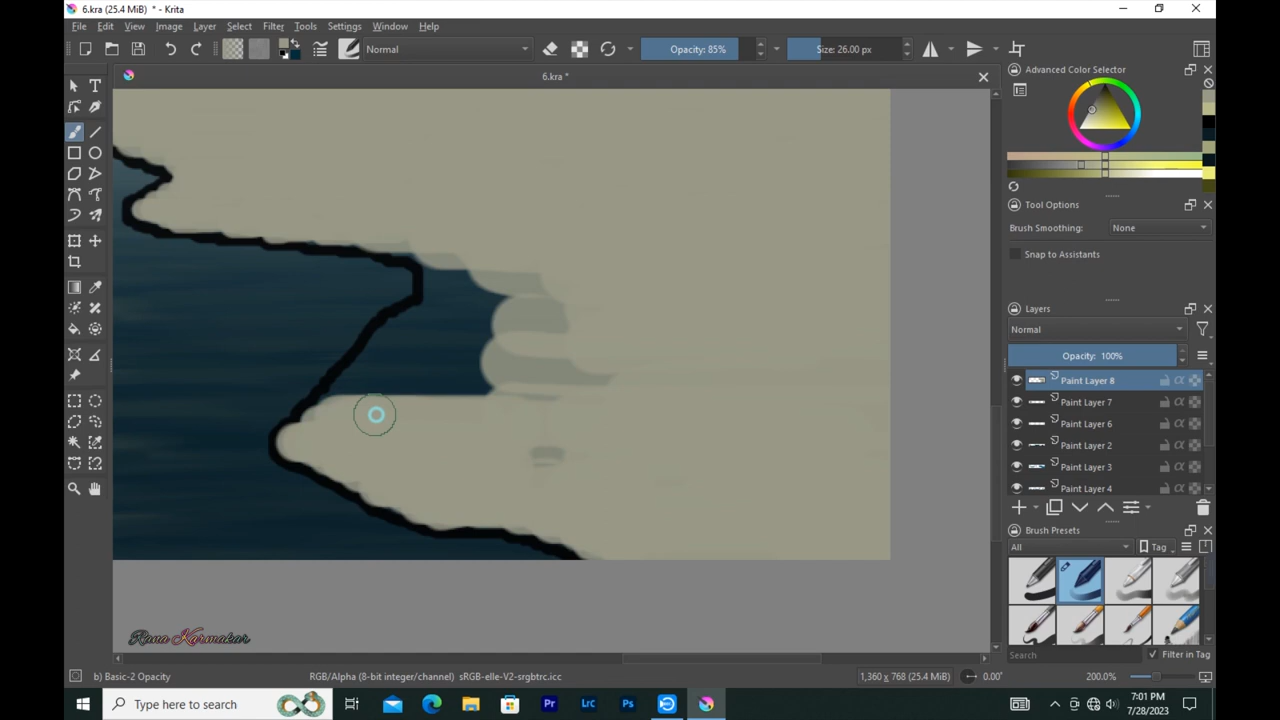 6.kra (25.4 MiB) * - Krita
File Edit View Image Layer Select Filter Tools Settings Window Help
Normal Opacity: 85% Size: 26.00 px
6.kra *
Advanced Color Selector
Tool Options
Brush Smoothing: None
Snap to Assistants
Layers
Normal
Opacity: 100%
Paint Layer 8
Paint Layer 7
Paint Layer 6
Paint Layer 2
Paint Layer 3
Paint Layer 4
Brush Presets
All Tag
Search Filter in Tag
Rana Karmakar
b) Basic-2 Opacity RGB/Alpha (8-bit integer/channel) sRGB-elle-V2-srgbtrc.icc 1,360 x 768 (25.4 MiB) 0.00° 200.0%
Type here to search
Pr Lrc Ps
7:01 PM
7/28/2023